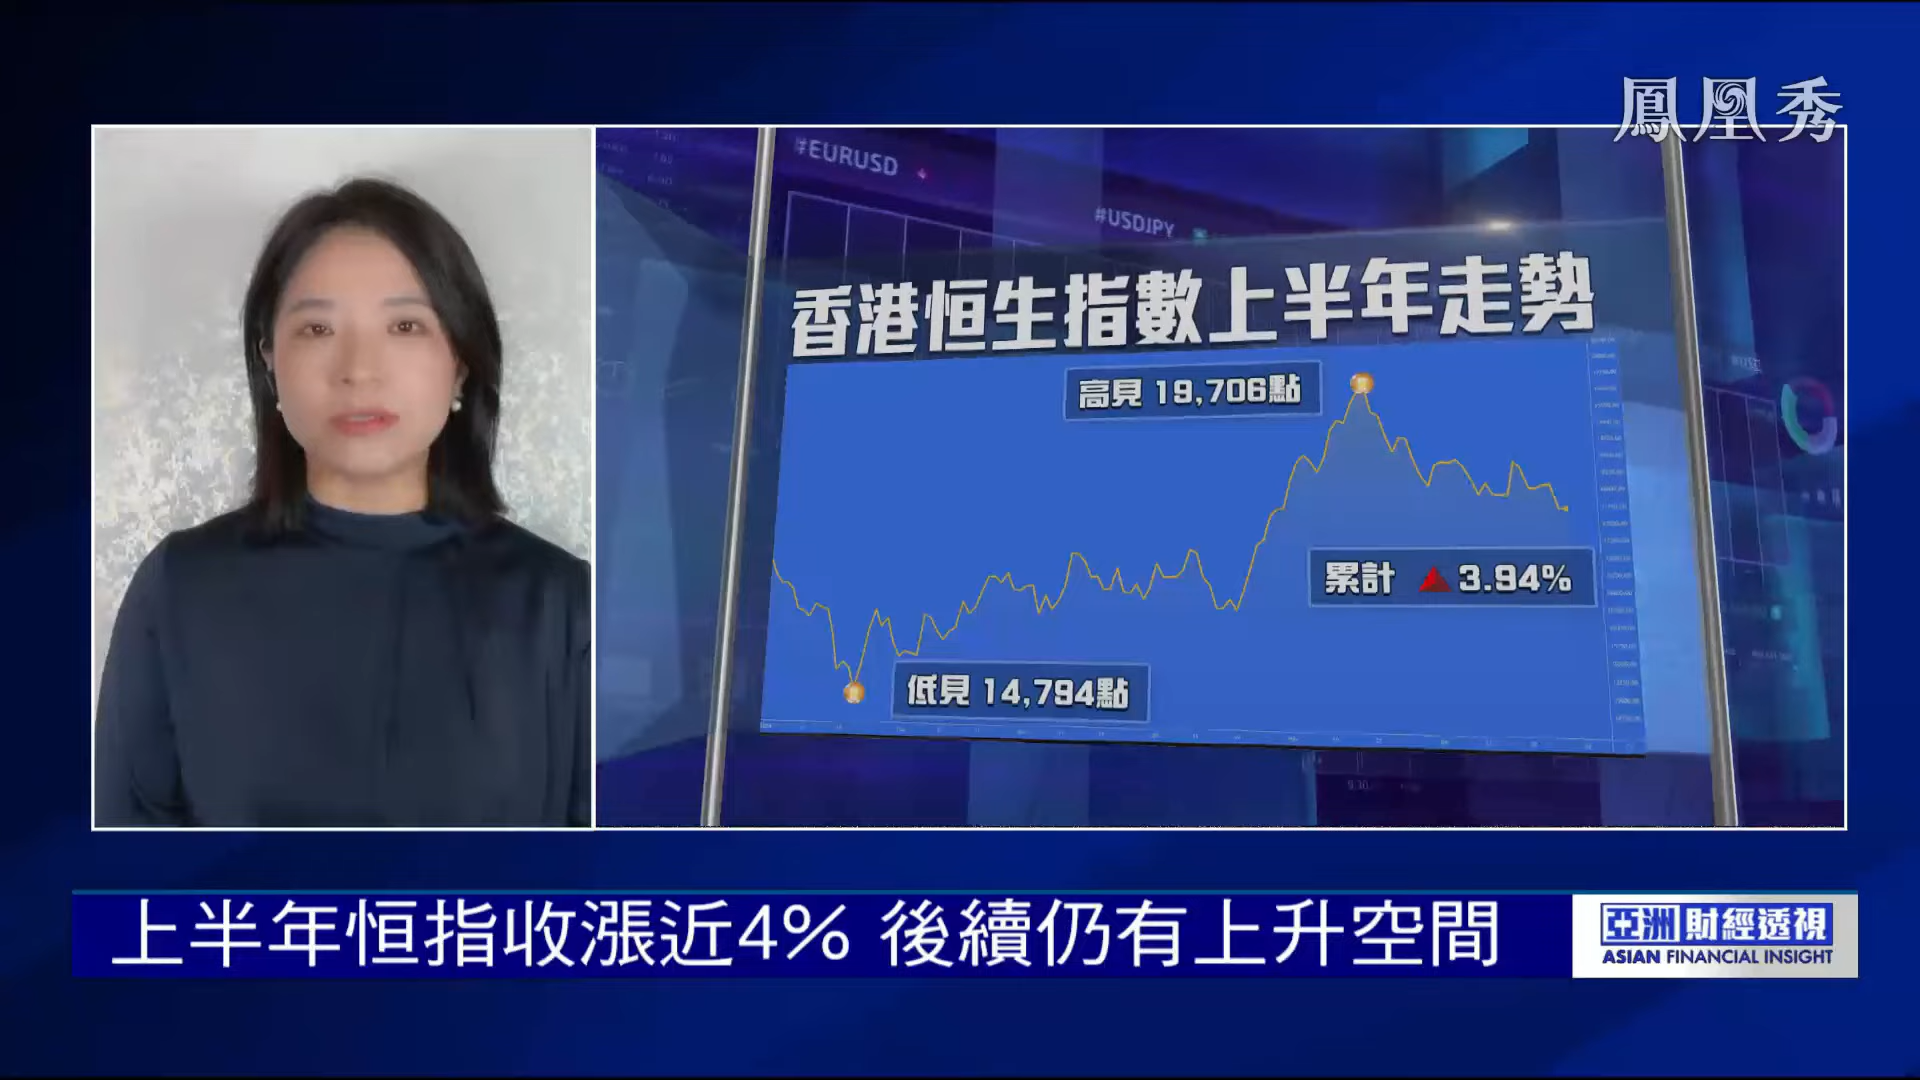 鳳凰秀
#EURUSD
#USDJPY
香港恒生指數上半年走勢
高見 19,706點
累計 ▲ 3.94%
低見 14,794點
上半年恒指收漲近4% 後續仍有上升空間
亞洲財經透視
ASIAN FINANCIAL INSIGHT